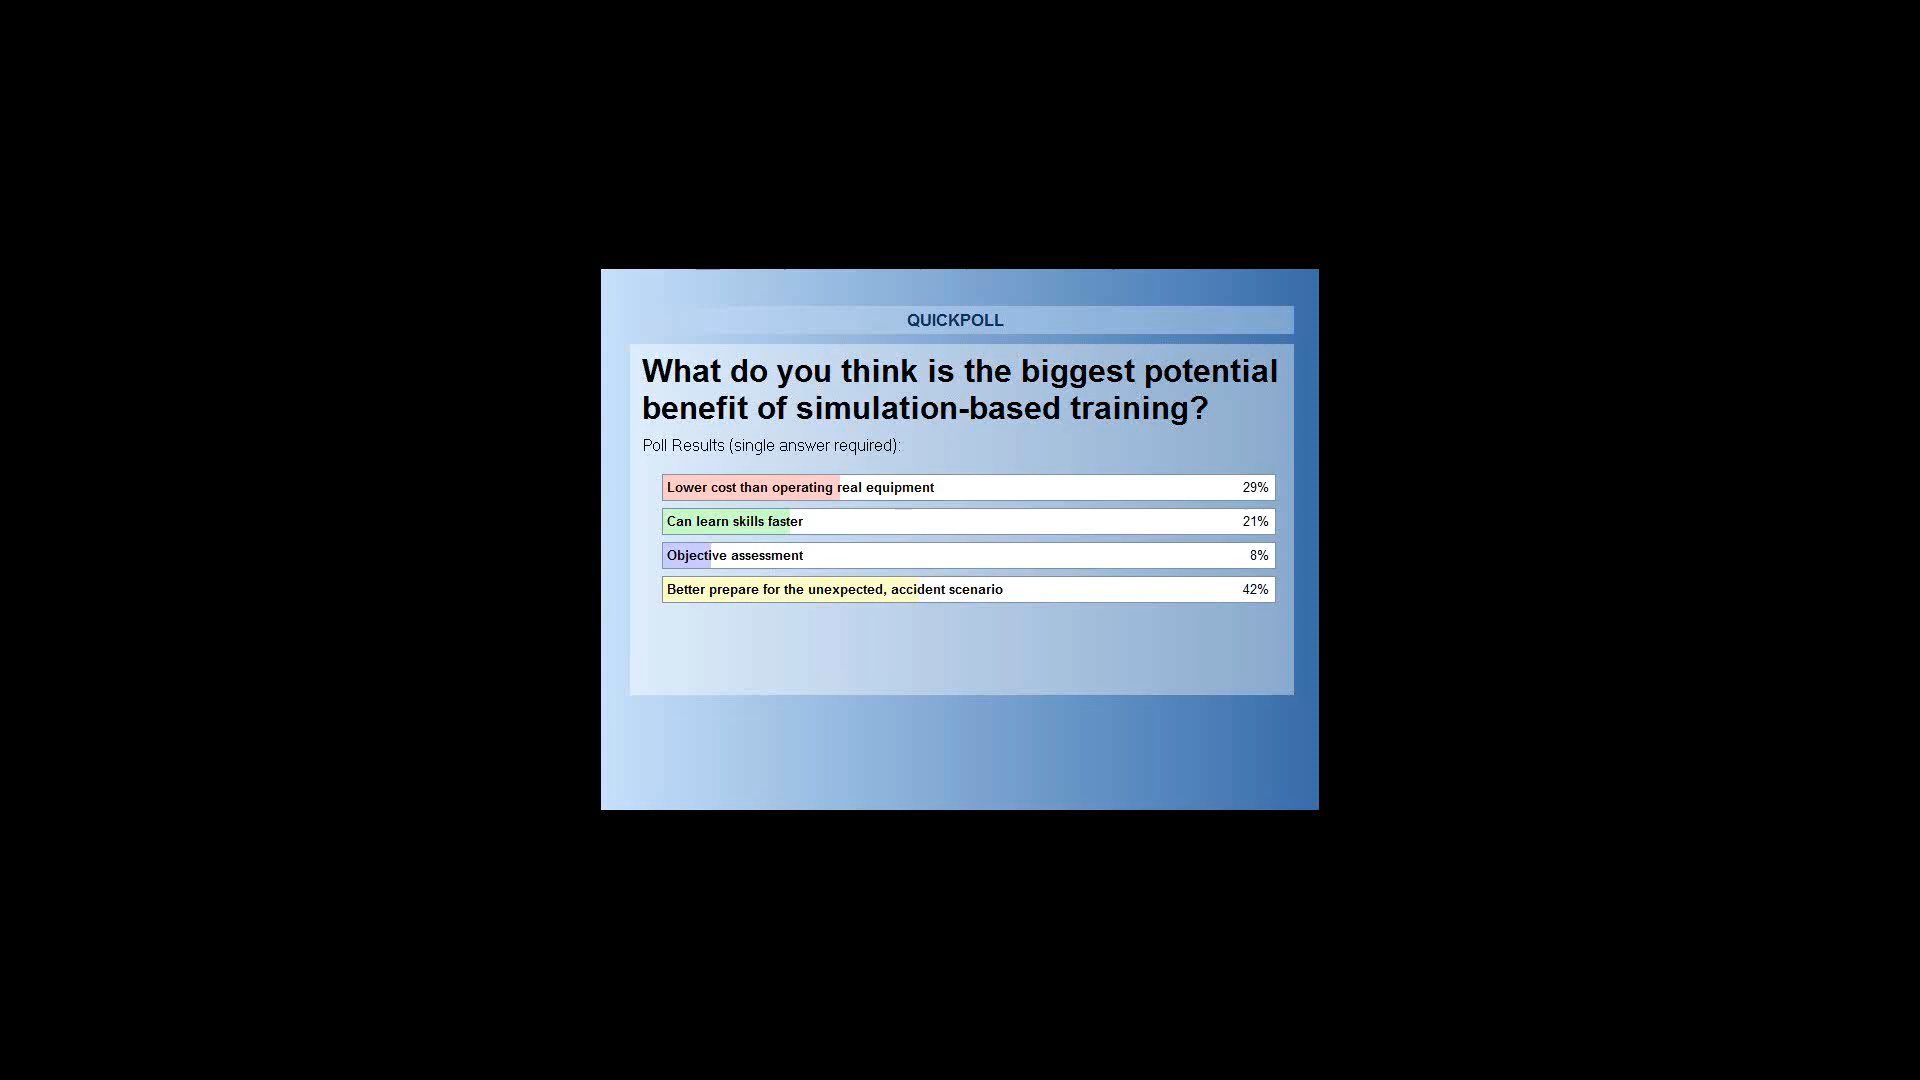 QUICKPOLL
What do you think is the biggest potential
benefit of simulation-based training?
Poll Results (single answer required):
Lower cost than operating real equipment 29%
Can learn skills faster 21%
Objective assessment 8%
Better prepare for the unexpected, accident scenario 42%